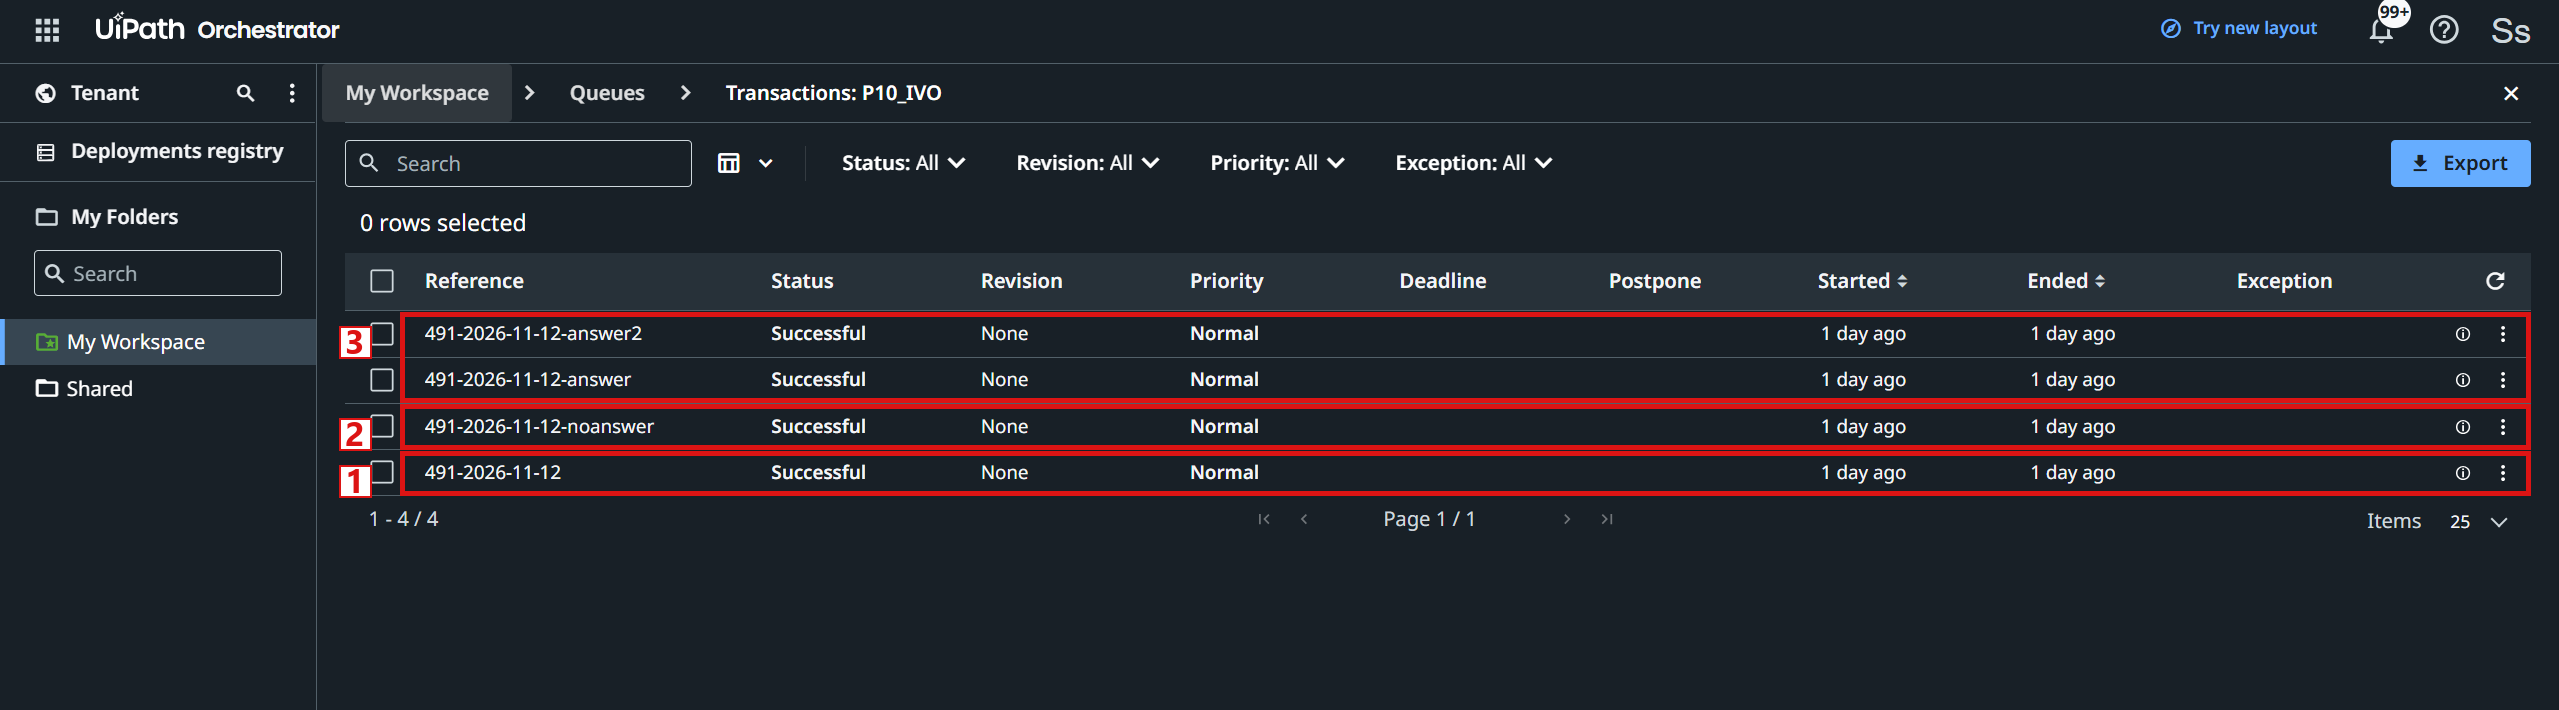 UiPath Orchestrator
Try new layout
99+
Ss
Tenant
My Workspace
Queues
Transactions: P10_IVO
Deployments registry
Search
Status: All
Revision: All
Priority: All
Exception: All
Export
My Folders
0 rows selected
Search
Reference Status Revision Priority Deadline Postpone Started Ended Exception
My Workspace
Shared
3 491-2026-11-12-answer2 Successful None Normal 1 day ago 1 day ago
491-2026-11-12-answer Successful None Normal 1 day ago 1 day ago
2 491-2026-11-12-noanswer Successful None Normal 1 day ago 1 day ago
1 491-2026-11-12 Successful None Normal 1 day ago 1 day ago
1 - 4 / 4
Page 1 / 1
Items 25